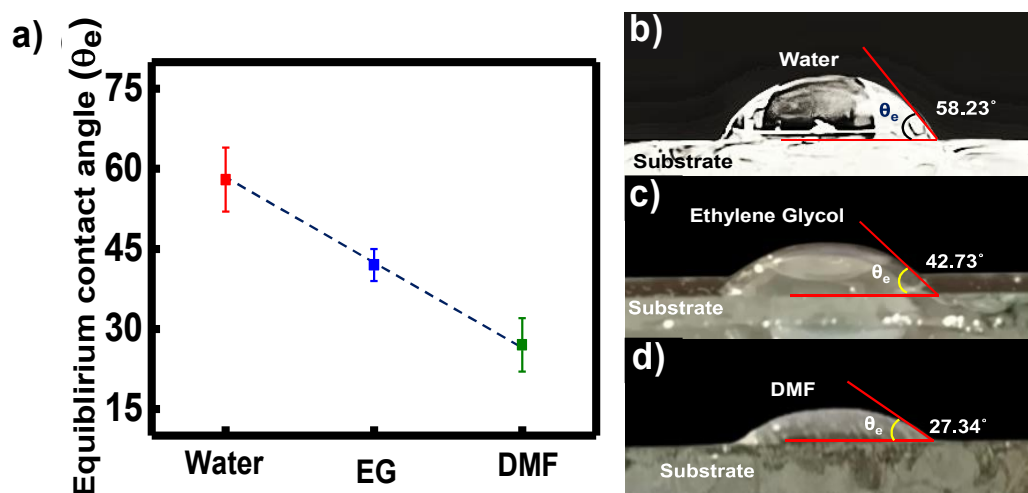 a)
Equiblirium contact angle (θe)
75
60
45
30
15
Water
EG
DMF
b)
Water
θe
58.23°
Substrate
c)
Ethylene Glycol
θe
42.73°
Substrate
d)
DMF
θe
27.34°
Substrate